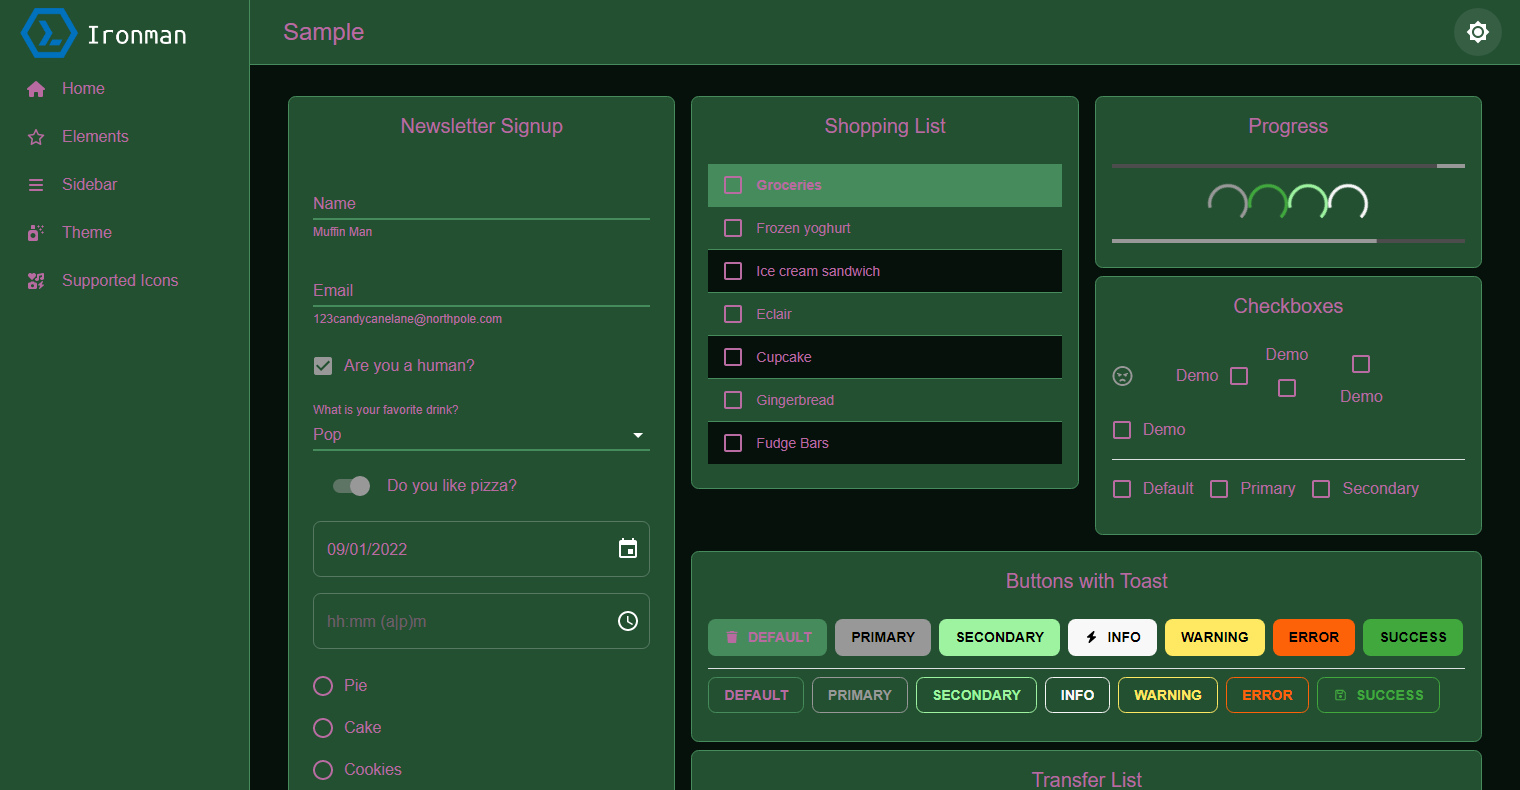 Ironman
Home
Elements
Sidebar
Theme
Supported Icons
Sample
Newsletter Signup
Name
Muffin Man
Email
123candycanelane@northpole.com
Are you a human?
What is your favorite drink?
Pop
Do you like pizza?
09/01/2022
hh:mm (a|p)m
Pie
Cake
Cookies
Shopping List
Groceries
Frozen yoghurt
Ice cream sandwich
Eclair
Cupcake
Gingerbread
Fudge Bars
Progress
Checkboxes
Demo
Demo
Demo
Demo
Default Primary Secondary
Buttons with Toast
DEFAULT PRIMARY SECONDARY INFO WARNING ERROR SUCCESS
DEFAULT PRIMARY SECONDARY INFO WARNING ERROR SUCCESS
Transfer List